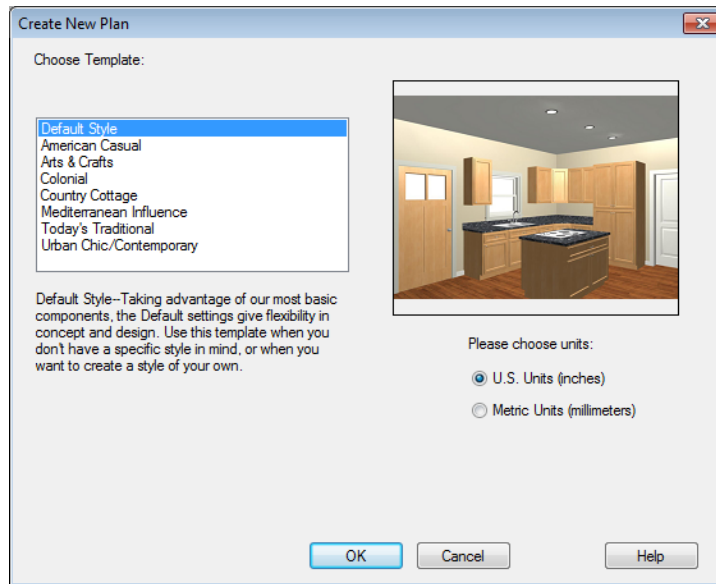 Create New Plan
Choose Template:
Default Style
American Casual
Arts & Crafts
Colonial
Country Cottage
Mediterranean Influence
Today's Traditional
Urban Chic/Contemporary
Default Style--Taking advantage of our most basic
components, the Default settings give flexibility in
concept and design. Use this template when you
don't have a specific style in mind, or when you
want to create a style of your own.
Please choose units:
U.S. Units (inches)
Metric Units (millimeters)
OK
Cancel
Help